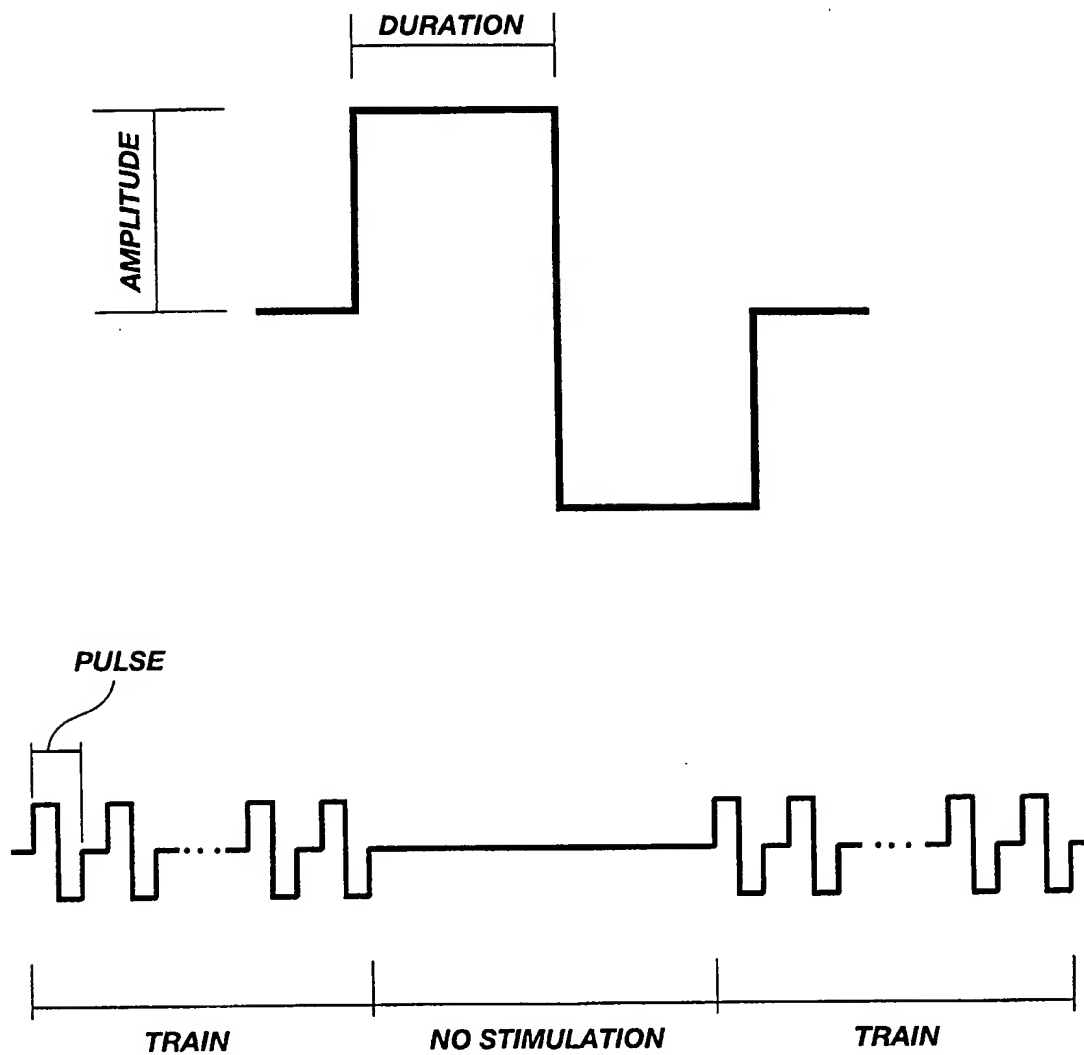 DURATION
AMPLITUDE
PULSE
TRAIN
NO STIMULATION
TRAIN